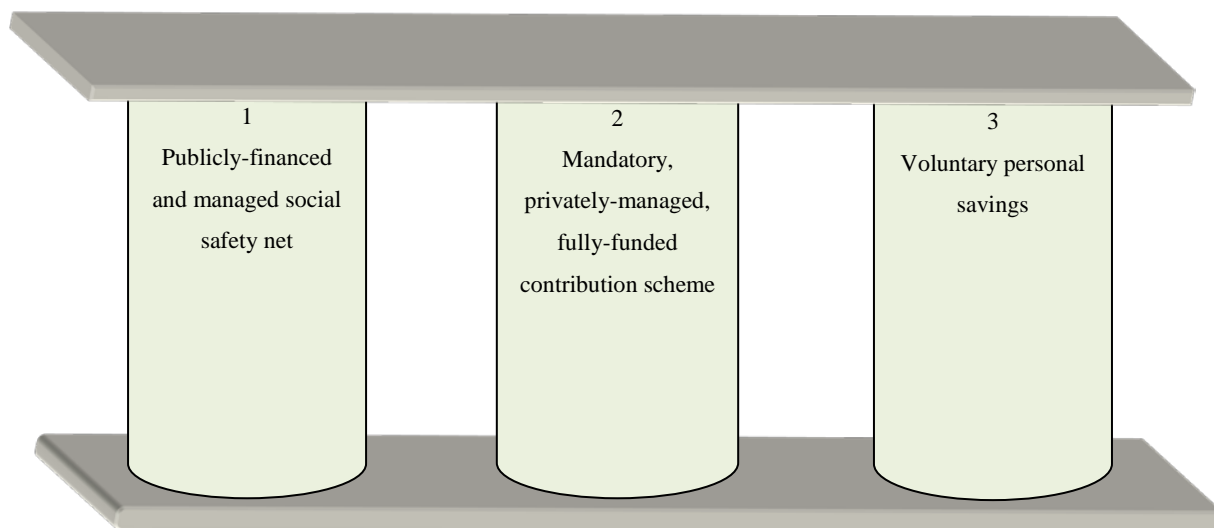 1
Publicly-financed
and managed social
safety net
2
Mandatory,
privately-managed,
fully-funded
contribution scheme
3
Voluntary personal
savings